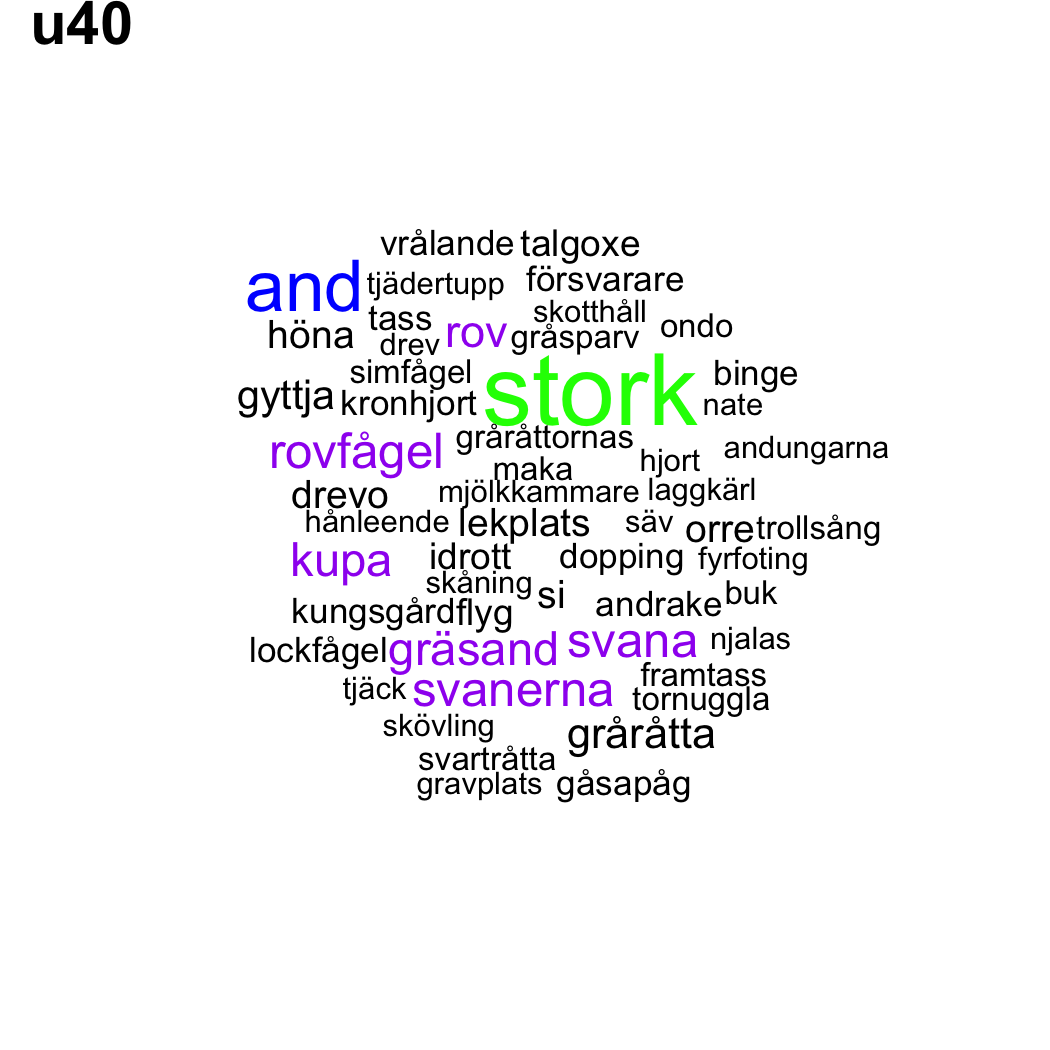 u40
vrålande talgoxe
and tjädertupp försvarare
tass skotthåll
höna drev rov gråsparv ondo
simfågel stork binge
gyttja kronhjort nate
rovfågel gråråttornas andungarna
maka hjort
drevo mjölkkammare laggkärl
hånleende lekplats säv orre trollsång
kupa idrott dopping fyrfoting
skåning si buk
kungsgård flyg andrake
lockfågel gräsand svana njalas
framtass
tjäck svanerna tornuggla
skövling gråråtta
svartråtta
gravplats gåsapåg